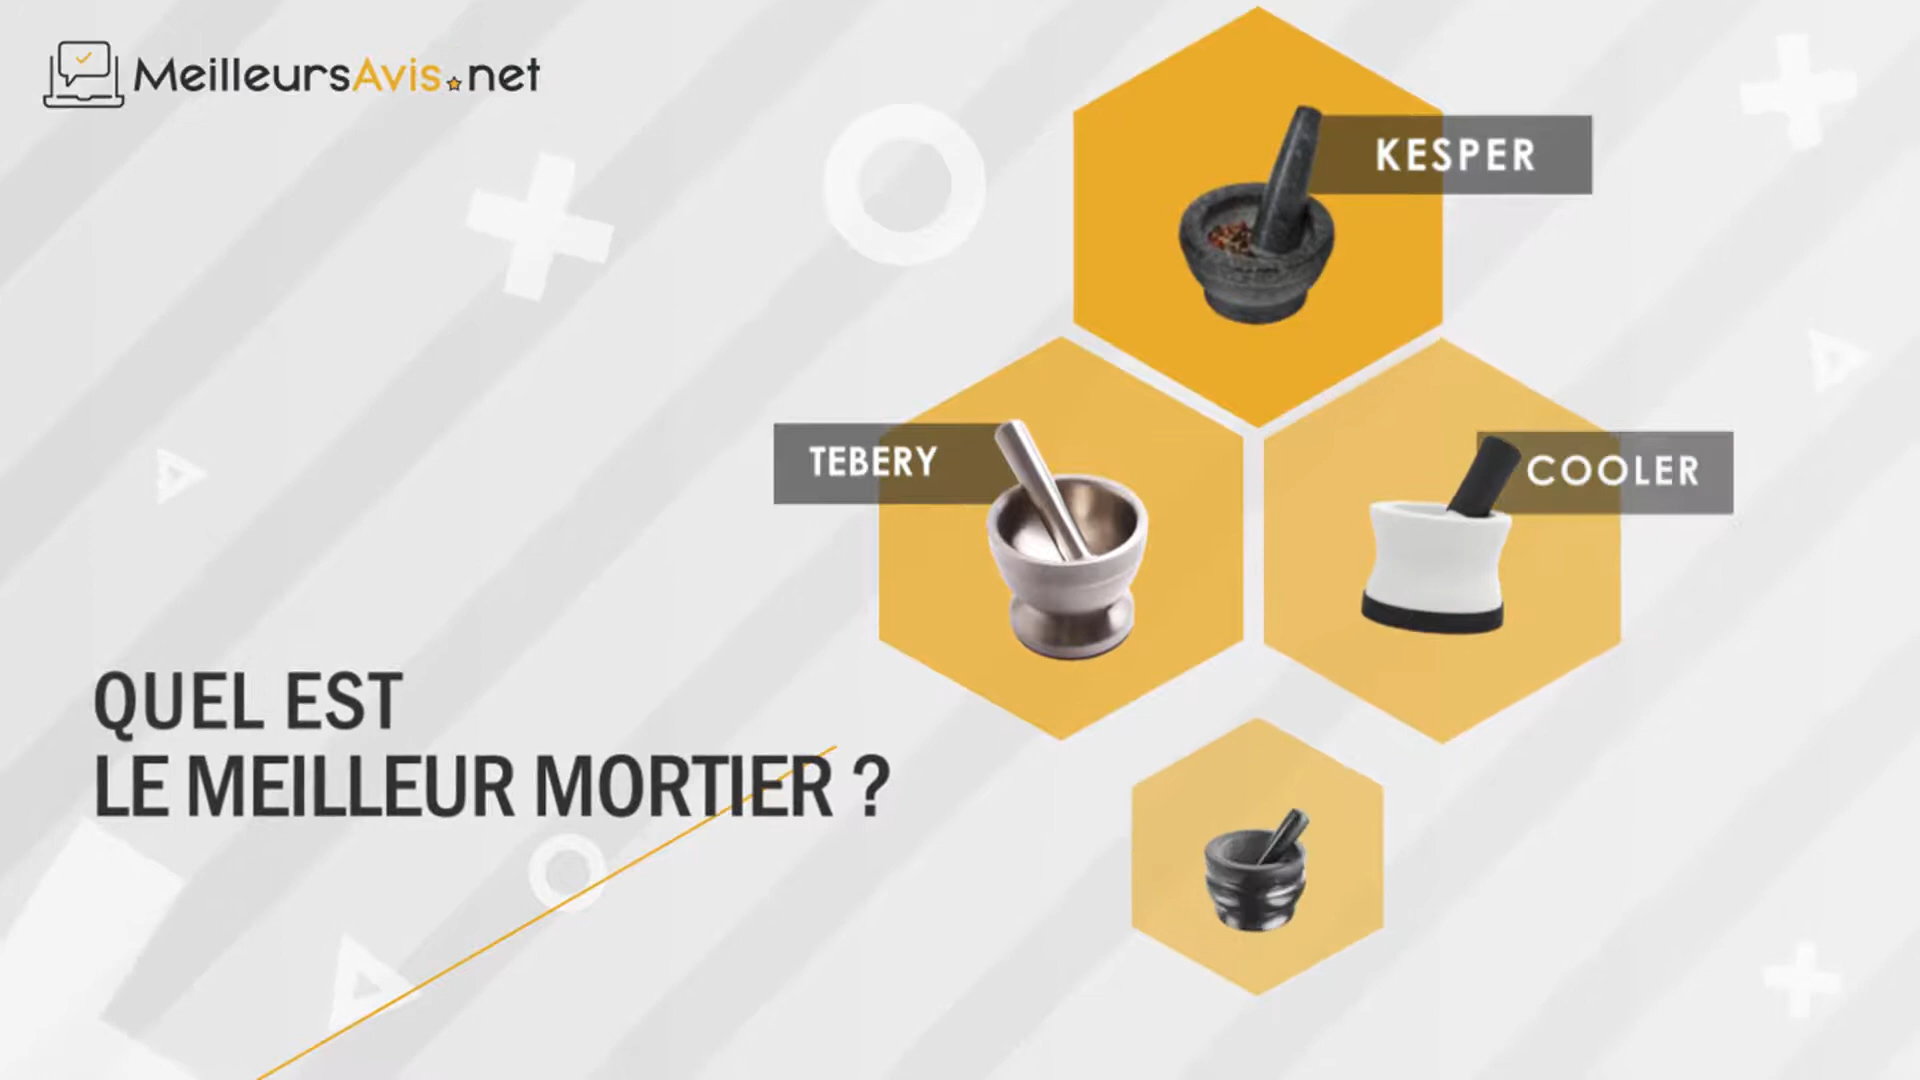 MeilleursAvis.net
KESPER
TEBERY
COOLER
QUEL EST
LE MEILLEUR MORTIER ?